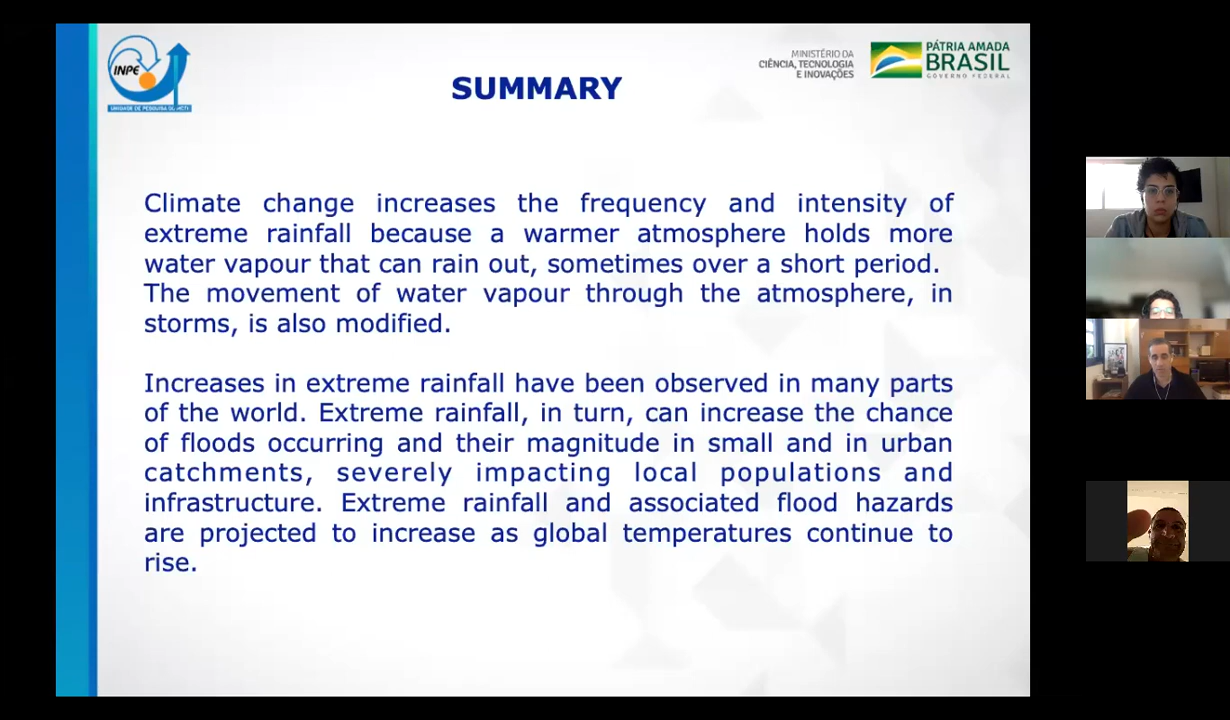 INPE
UNIDADE DE PESQUISA DO MCTI
SUMMARY
MINISTÉRIO DA
CIÊNCIA, TECNOLOGIA
E INOVAÇÕES
PÁTRIA AMADA
BRASIL
GOVERNO FEDERAL
Climate change increases the frequency and intensity of
extreme rainfall because a warmer atmosphere holds more
water vapour that can rain out, sometimes over a short period.
The movement of water vapour through the atmosphere, in
storms, is also modified.
Increases in extreme rainfall have been observed in many parts
of the world. Extreme rainfall, in turn, can increase the chance
of floods occurring and their magnitude in small and in urban
catchments, severely impacting local populations and
infrastructure. Extreme rainfall and associated flood hazards
are projected to increase as global temperatures continue to
rise.